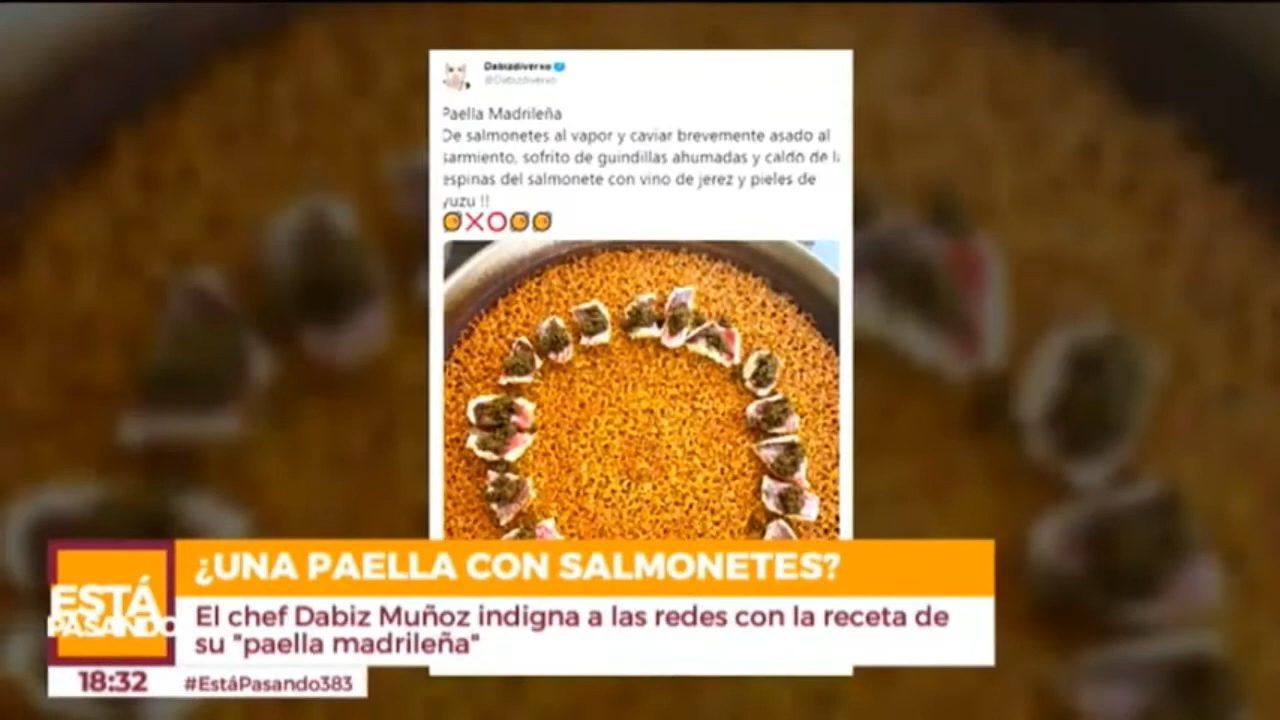 Dabizdiverxo
@Dabizdiverxo
Paella Madrileña
De salmonetes al vapor y caviar brevemente asado al
sarmiento, sofrito de guindillas ahumadas y caldo de la
espinas del salmonete con vino de jerez y pieles de
yuzu !!
¿UNA PAELLA CON SALMONETES?
ESTÁ
PASANDO
El chef Dabiz Muñoz indigna a las redes con la receta de
su "paella madrileña"
18:32 #EstáPasando383